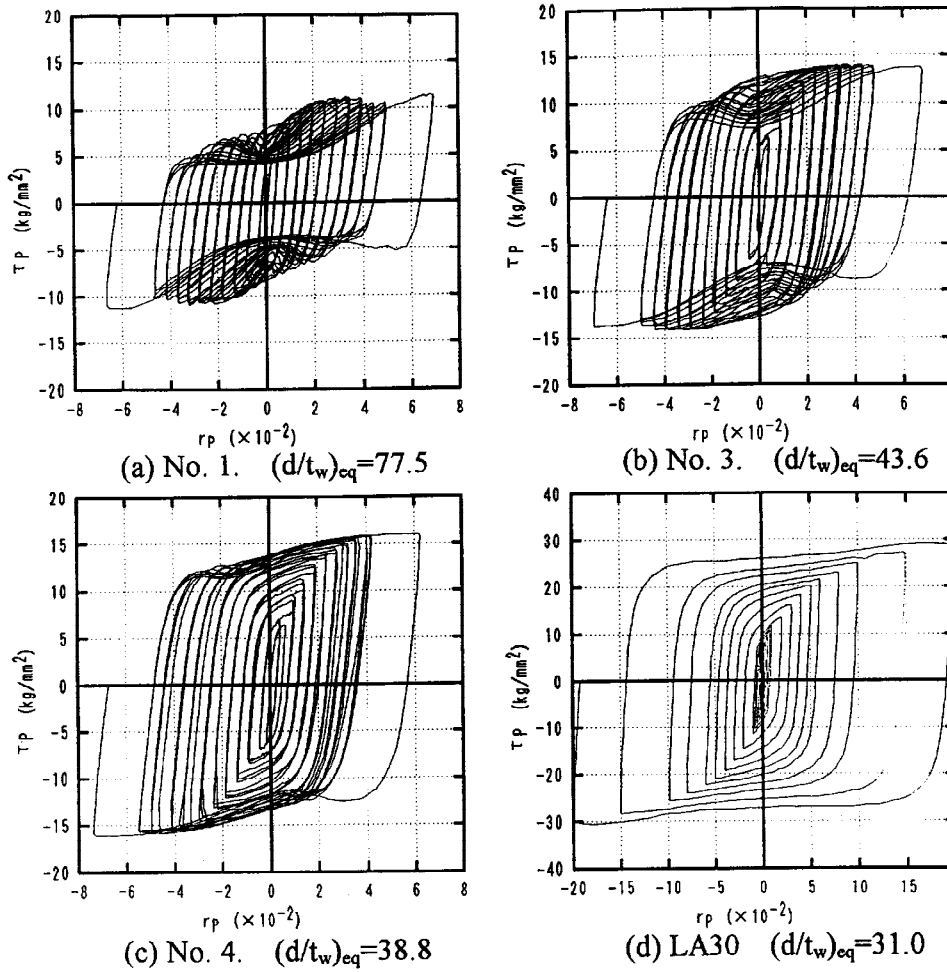 20
15
10
5
0
-5
-10
-15
-20
τP (kg/mm²)
-8 -6 -4 -2 0 2 4 6 8
rP (×10⁻²)
(a) No. 1. (d/tw)eq=77.5
20
15
10
5
0
-5
-10
-15
-20
τP (kg/mm²)
-8 -6 -4 -2 0 2 4 6 8
rP (×10⁻²)
(b) No. 3. (d/tw)eq=43.6
20
15
10
5
0
-5
-10
-15
-20
τP (kg/mm²)
-8 -6 -4 -2 0 2 4 6 8
rP (×10⁻²)
(c) No. 4. (d/tw)eq=38.8
40
30
20
10
0
-10
-20
-30
-40
τP (kg/mm²)
-20 -15 -10 -5 0 5 10 15
rP (×10⁻²)
(d) LA30 (d/tw)eq=31.0